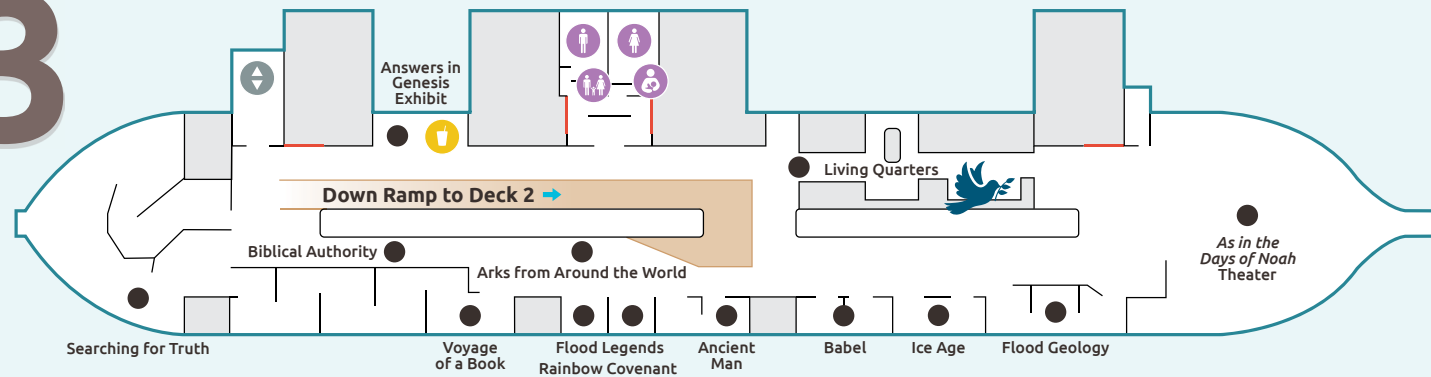 3
Answers in
Genesis
Exhibit
Living Quarters
Down Ramp to Deck 2
Biblical Authority
Arks from Around the World
As in the
Days of Noah
Theater
Searching for Truth
Voyage
of a Book
Flood Legends
Rainbow Covenant
Ancient
Man
Babel
Ice Age
Flood Geology